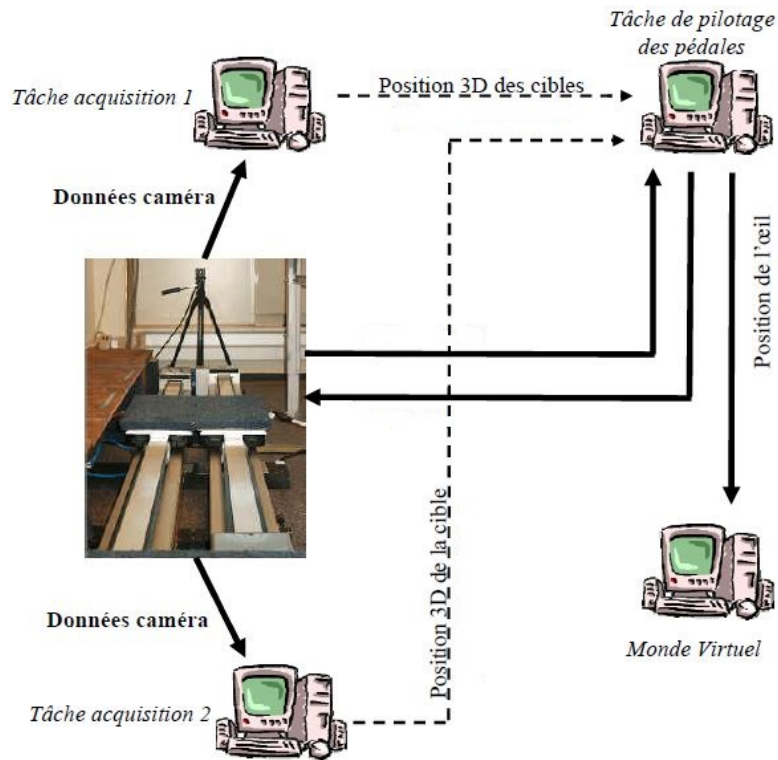 Tâche de pilotage
des pédales
Tâche acquisition 1
Position 3D des cibles
Données caméra
Position de l’œil
Position 3D de la cible
Données caméra
Monde Virtuel
Tâche acquisition 2